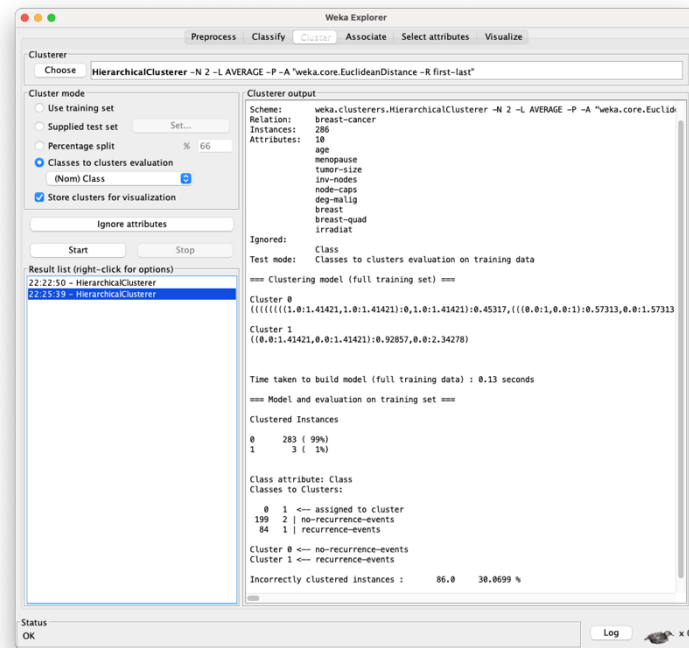 Weka Explorer
Preprocess Classify Cluster Associate Select attributes Visualize
Clusterer
Choose HierarchicalClusterer -N 2 -L AVERAGE -P -A "weka.core.EuclideanDistance -R first-last"
Cluster mode
Use training set
Supplied test set Set...
Percentage split % 66
Classes to clusters evaluation
(Nom) Class
Store clusters for visualization
Ignore attributes
Start Stop
Result list (right-click for options)
22:22:50 - HierarchicalClusterer
22:25:39 - HierarchicalClusterer
Clusterer output
Scheme: weka.clusterers.HierarchicalClusterer -N 2 -L AVERAGE -P -A "weka.core.Euclid
Relation: breast-cancer
Instances: 286
Attributes: 10
age
menopause
tumor-size
inv-nodes
node-caps
deg-malig
breast
breast-quad
irradiat
Ignored:
Class
Test mode: Classes to clusters evaluation on training data
=== Clustering model (full training set) ===
Cluster 0
((((((((1.0:1.41421,1.0:1.41421):0,1.0:1.41421):0.45317,(((0.0:1,0.0:1):0.57313,0.0:1.57313
Cluster 1
((0.0:1.41421,0.0:1.41421):0.92857,0.0:2.34278)
Time taken to build model (full training data) : 0.13 seconds
=== Model and evaluation on training set ===
Clustered Instances
0 283 ( 99%)
1 3 ( 1%)
Class attribute: Class
Classes to Clusters:
0 1 <-- assigned to cluster
199 2 | no-recurrence-events
84 1 | recurrence-events
Cluster 0 <-- no-recurrence-events
Cluster 1 <-- recurrence-events
Incorrectly clustered instances : 86.0 30.0699 %
Status
OK
Log
x